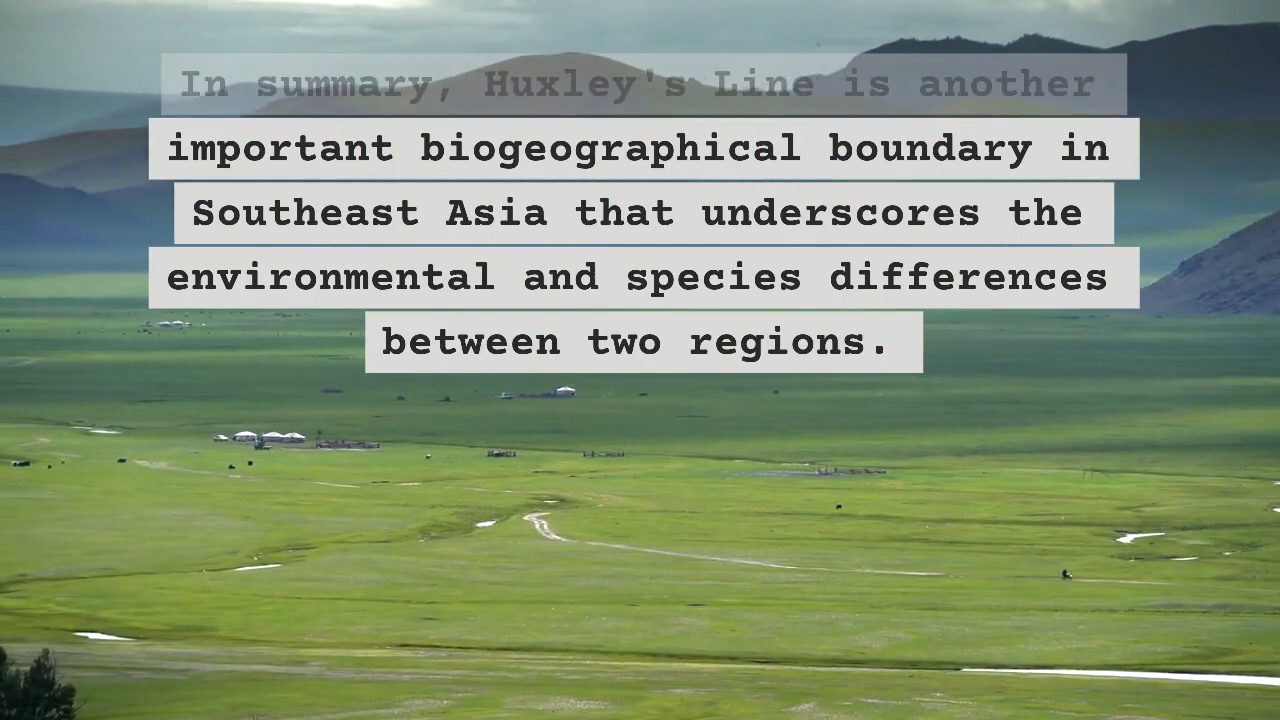 In summary, Huxley's Line is another
important biogeographical boundary in
Southeast Asia that underscores the
environmental and species differences
between two regions.